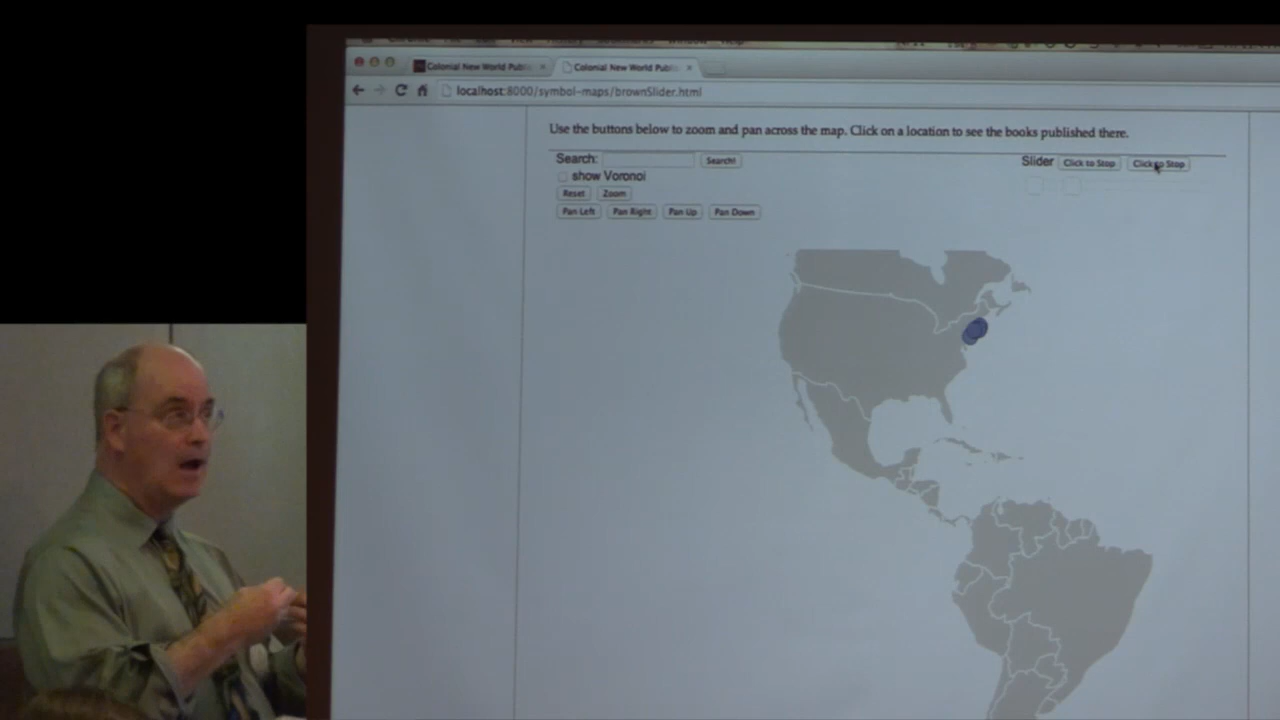 Colonial New World Publi
Colonial New World Publi
localhost:8000/symbol-maps/brownSlider.html
Use the buttons below to zoom and pan across the map. Click on a location to see the books published there.
Search: Search!
Slider Click to Stop Click to Stop
show Voronoi
Reset Zoom
Pan Left Pan Right Pan Up Pan Down